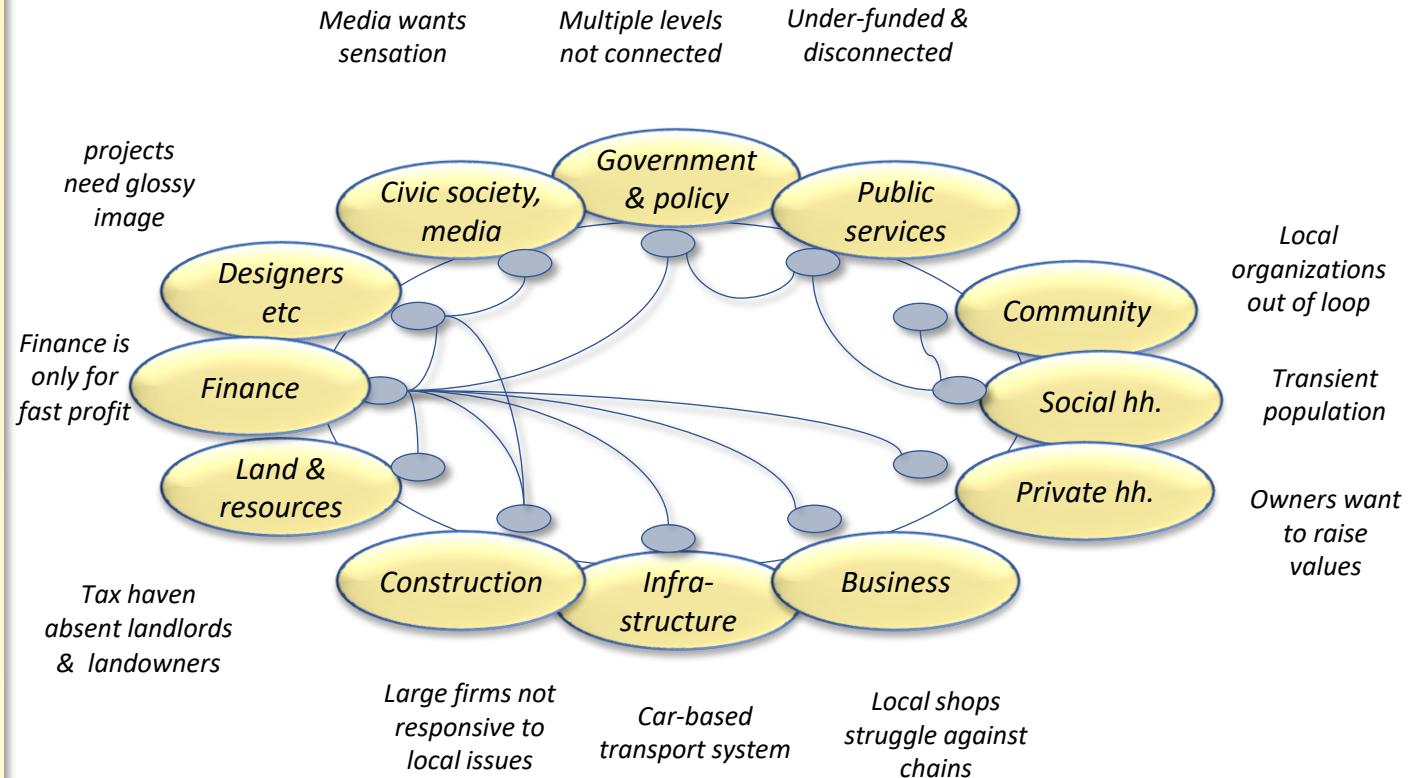 Media wants
sensation
Multiple levels
not connected
Under-funded &
disconnected
projects
need glossy
image
Civic society,
media
Government
& policy
Public
services
Local
organizations
out of loop
Designers
etc
Community
Finance is
only for
fast profit
Finance
Social hh.
Transient
population
Land &
resources
Private hh.
Owners want
to raise
values
Construction
Infra-
structure
Business
Tax haven
absent landlords
& landowners
Large firms not
responsive to
local issues
Car-based
transport system
Local shops
struggle against
chains